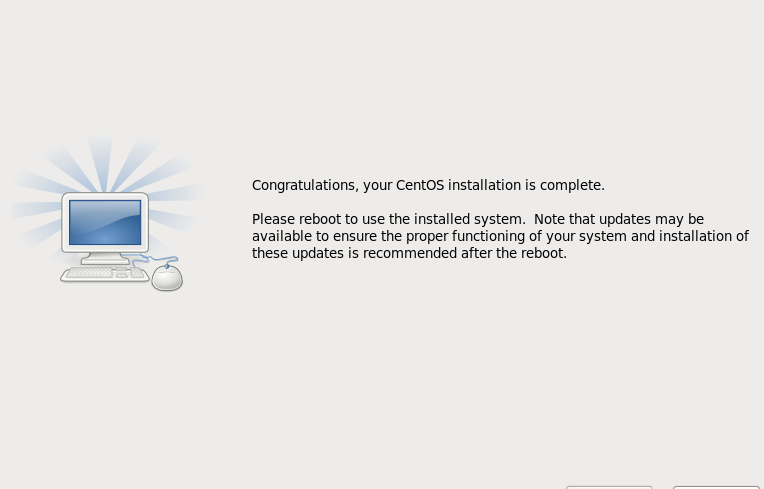 Congratulations, your CentOS installation is complete.
Please reboot to use the installed system.  Note that updates may be
available to ensure the proper functioning of your system and installation of
these updates is recommended after the reboot.